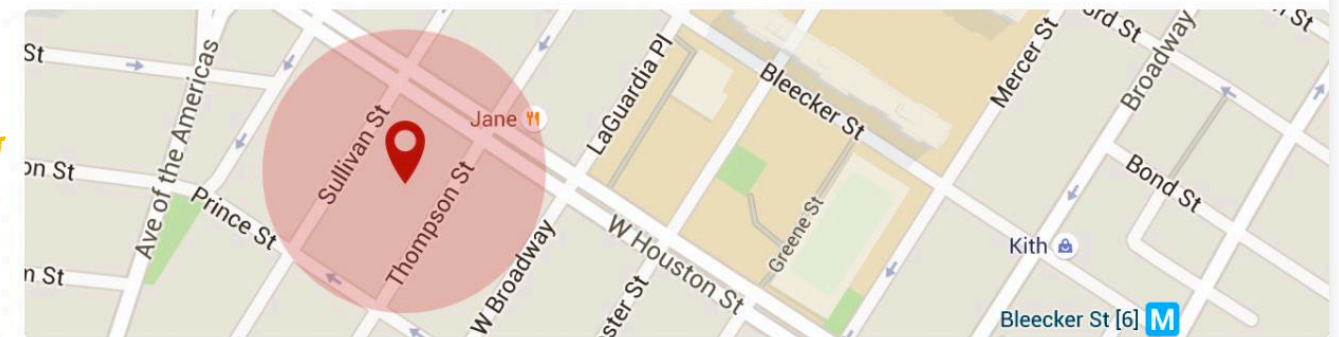 St
Ave of the Americas
on St
Prince St
n St
Sullivan St
Thompson St
Jane
W Broadway
LaGuardia Pl
W Houston St
ster St
Bleecker St
Greene St
Mercer St
ord St
Broadway
St
Bond St
Kith
Bleecker St [6] M